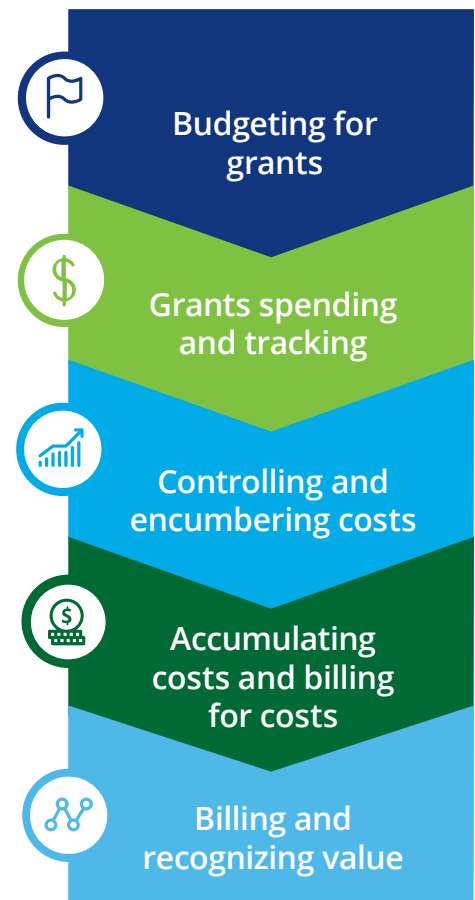 Budgeting for
grants
$
Grants spending
and tracking
Controlling and
encumbering costs
$
Accumulating
costs and billing
for costs
Billing and
recognizing value